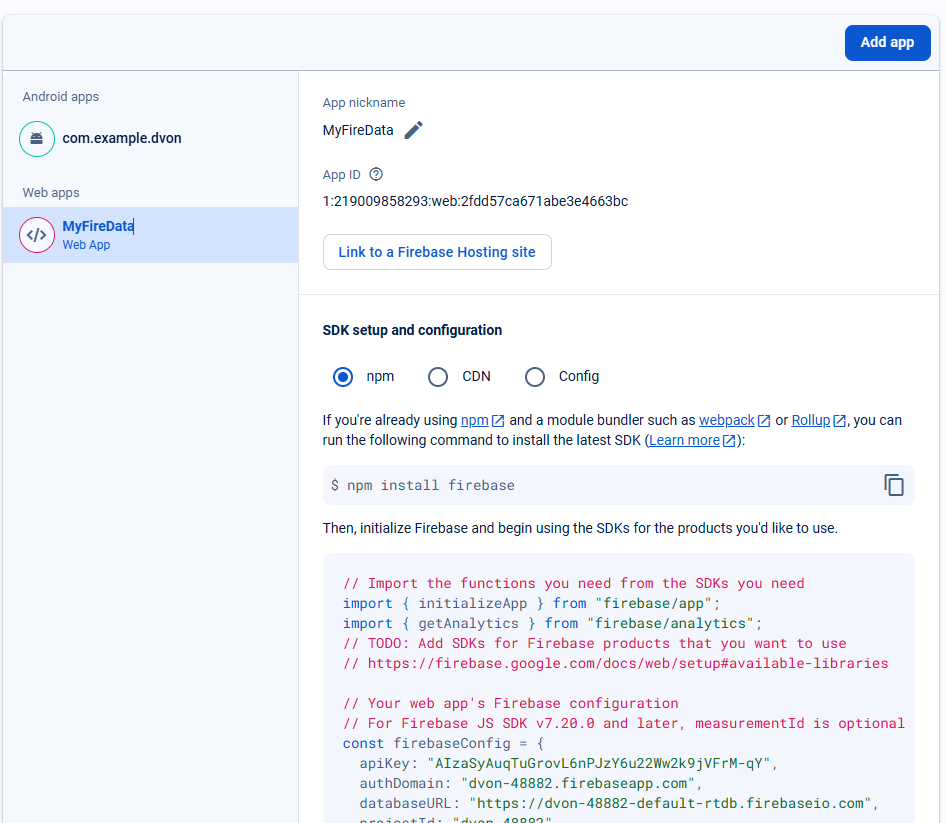 Add app
Android apps
com.example.dvon
Web apps
MyFireData
Web App
App nickname
MyFireData
App ID
1:219009858293:web:2fdd57ca671abe3e4663bc
Link to a Firebase Hosting site
SDK setup and configuration
npm
CDN
Config
If you're already using npm and a module bundler such as webpack or Rollup, you can
run the following command to install the latest SDK (Learn more):
$ npm install firebase
Then, initialize Firebase and begin using the SDKs for the products you'd like to use.
// Import the functions you need from the SDKs you need
import { initializeApp } from "firebase/app";
import { getAnalytics } from "firebase/analytics";
// TODO: Add SDKs for Firebase products that you want to use
// https://firebase.google.com/docs/web/setup#available-libraries
// Your web app's Firebase configuration
// For Firebase JS SDK v7.20.0 and later, measurementId is optional
const firebaseConfig = {
apiKey: "AIzaSyAuqTuGrovL6nPJzY6u22Ww2k9jVFrM-qY",
authDomain: "dvon-48882.firebaseapp.com",
databaseURL: "https://dvon-48882-default-rtdb.firebaseio.com",
projectId: "dvon-48882"